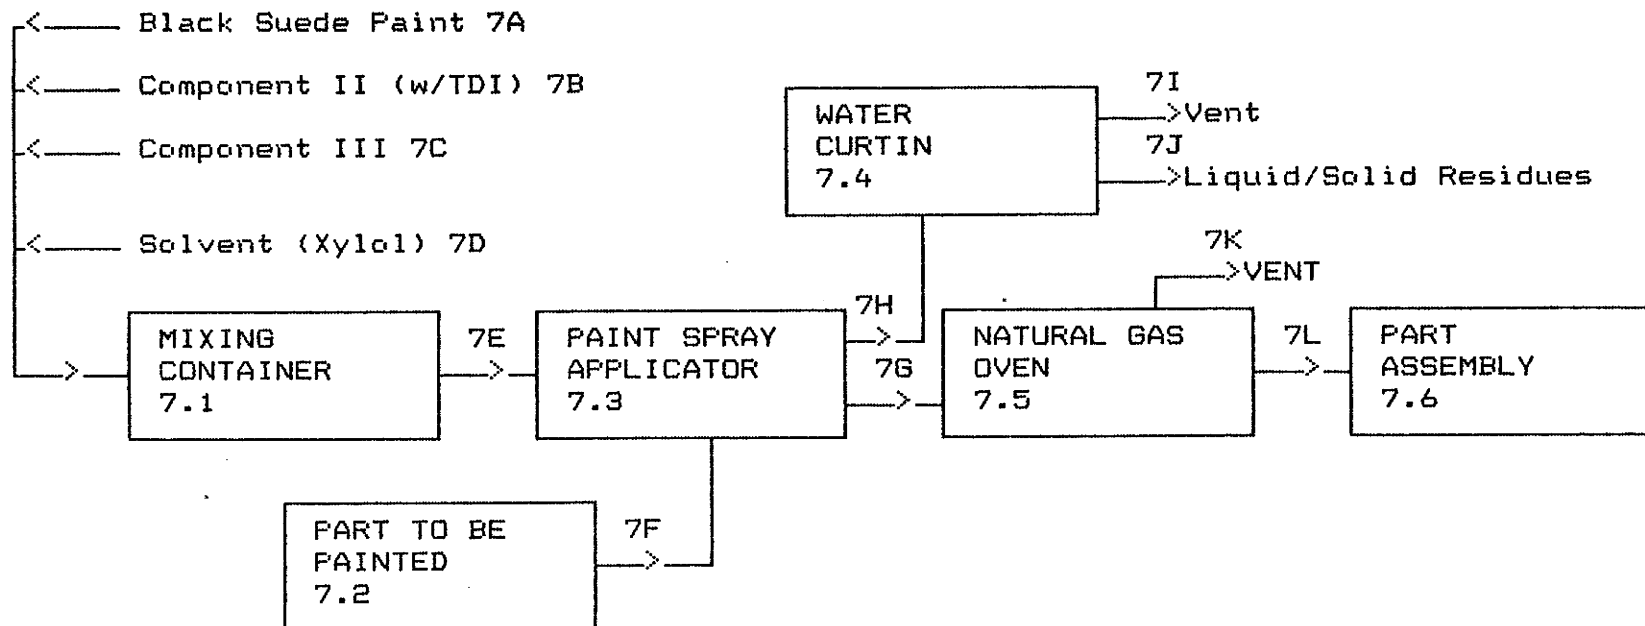 Black Suede Paint 7A
Component II (w/TDI) 7B
Component III 7C
Solvent (Xylol) 7D
WATER
CURTIN
7.4
7I
Vent
7J
Liquid/Solid Residues
7K
VENT
MIXING
CONTAINER
7.1
7E
PAINT SPRAY
APPLICATOR
7.3
7H
7G
NATURAL GAS
OVEN
7.5
7L
PART
ASSEMBLY
7.6
PART TO BE
PAINTED
7.2
7F